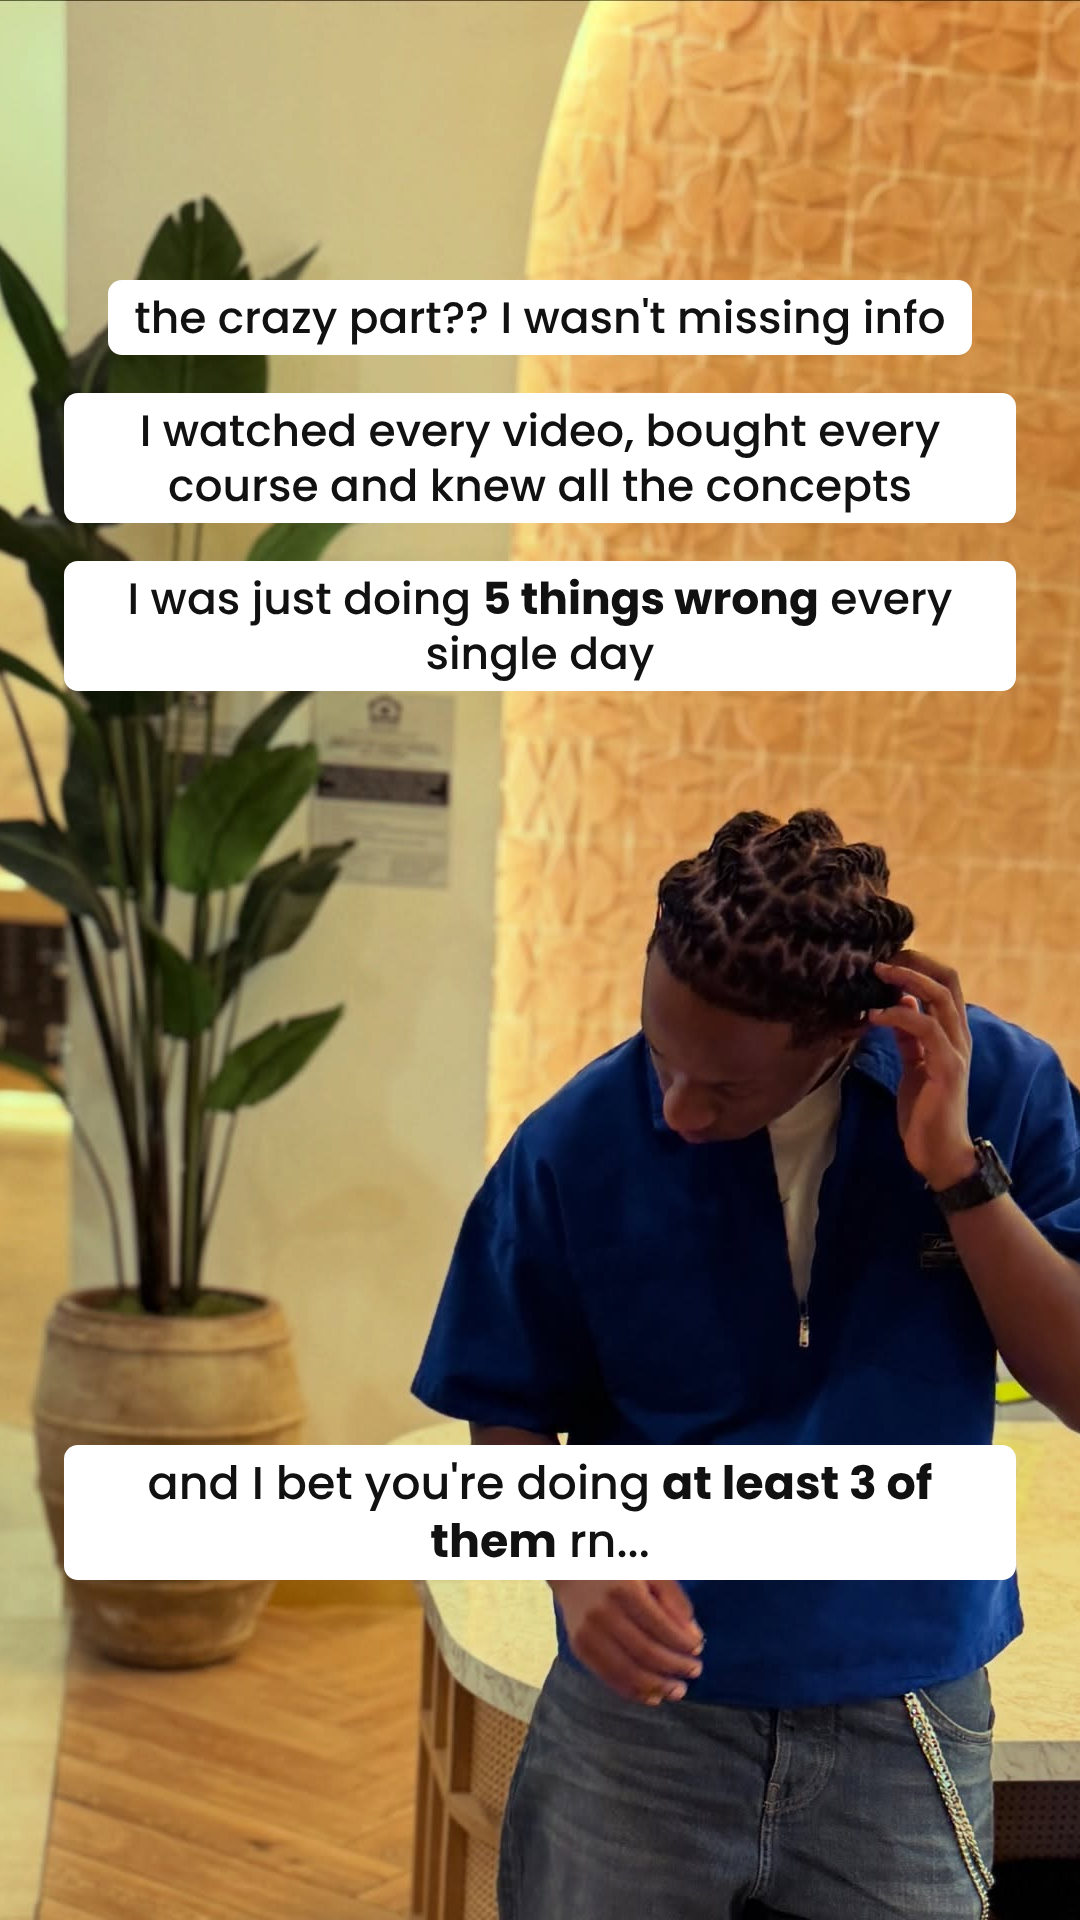 the crazy part?? I wasn't missing info
I watched every video, bought every
course and knew all the concepts
I was just doing 5 things wrong every
single day
and I bet you're doing at least 3 of
them rn...